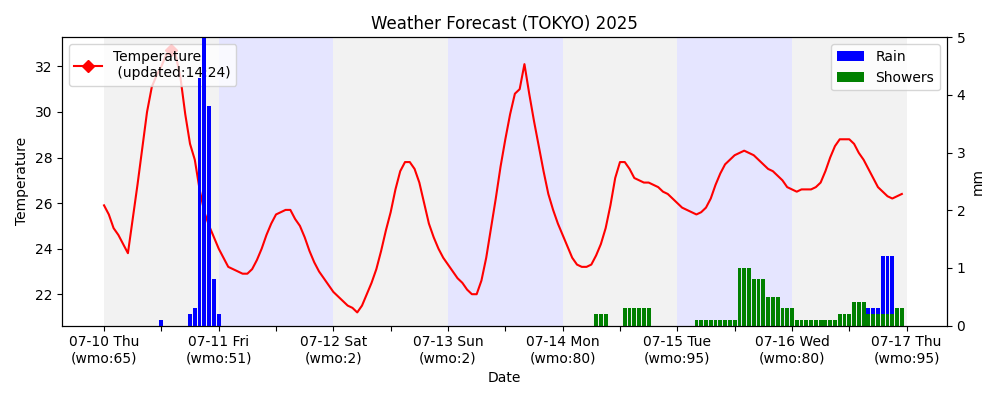 Weather Forecast (TOKYO) 2025
Temperature
(updated:14:24)
Rain
Showers
32
30
28
26
24
22
Temperature
5
4
3
2
1
0
mm
07-10 Thu
(wmo:65)
07-11 Fri
(wmo:51)
07-12 Sat
(wmo:2)
07-13 Sun
(wmo:2)
07-14 Mon
(wmo:80)
07-15 Tue
(wmo:95)
07-16 Wed
(wmo:80)
07-17 Thu
(wmo:95)
Date